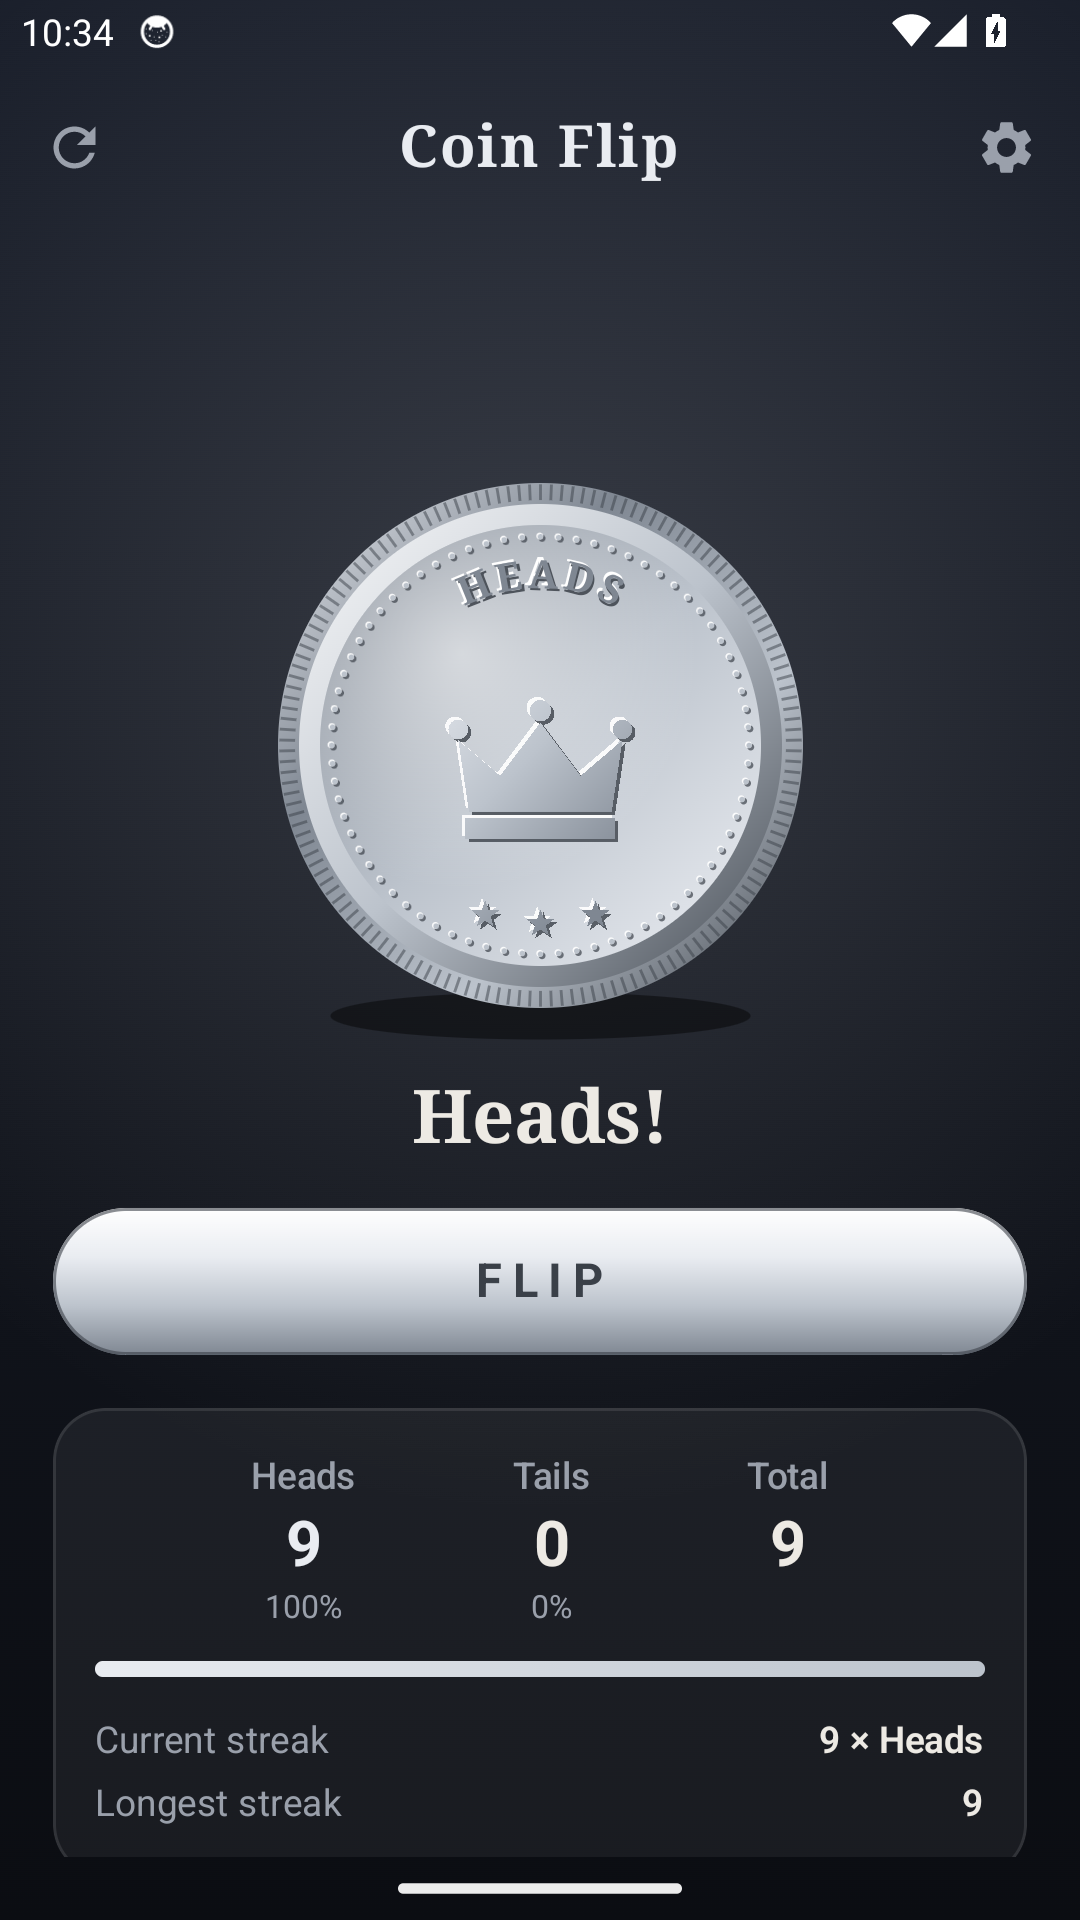 10:34
Coin Flip
HEADS
Heads!
FLIP
Heads Tails Total
9 0 9
100% 0%
Current streak 9 × Heads
Longest streak 9